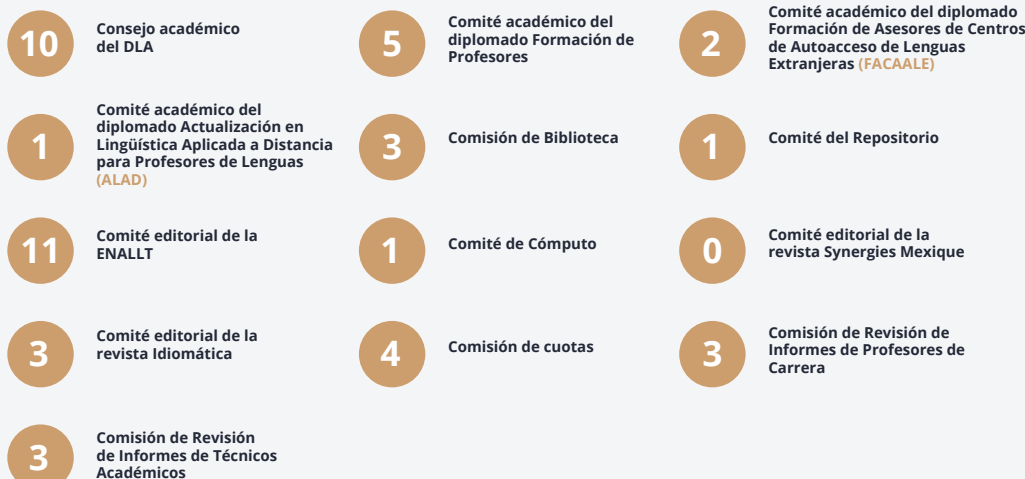 10
Consejo académico
del DLA
5
Comité académico del
diplomado Formación de
Profesores
2
Comité académico del diplomado
Formación de Asesores de Centros
de Autoacceso de Lenguas
Extranjeras (FACAALE)
1
Comité académico del
diplomado Actualización en
Lingüística Aplicada a Distancia
para Profesores de Lenguas
(ALAD)
3
Comisión de Biblioteca
1
Comité del Repositorio
11
Comité editorial de la
ENALLT
1
Comité de Cómputo
0
Comité editorial de la
revista Synergies Mexique
3
Comité editorial de la
revista Idiomática
4
Comisión de cuotas
3
Comisión de Revisión de
Informes de Profesores de
Carrera
3
Comisión de Revisión
de Informes de Técnicos
Académicos